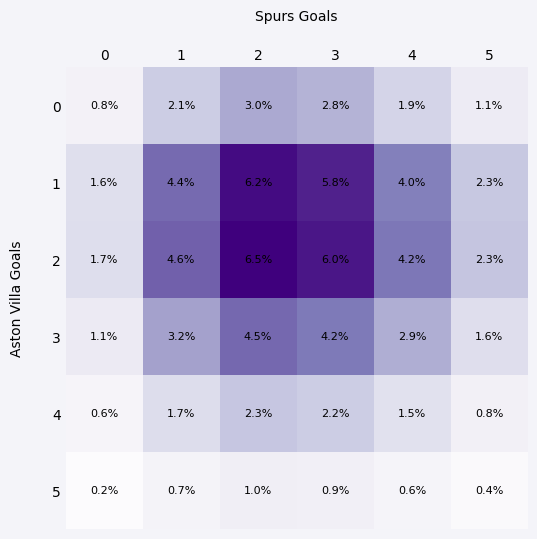 Spurs Goals
0 1 2 3 4 5
0 0.8% 2.1% 3.0% 2.8% 1.9% 1.1%
1 1.6% 4.4% 6.2% 5.8% 4.0% 2.3%
Aston Villa Goals
2 1.7% 4.6% 6.5% 6.0% 4.2% 2.3%
3 1.1% 3.2% 4.5% 4.2% 2.9% 1.6%
4 0.6% 1.7% 2.3% 2.2% 1.5% 0.8%
5 0.2% 0.7% 1.0% 0.9% 0.6% 0.4%